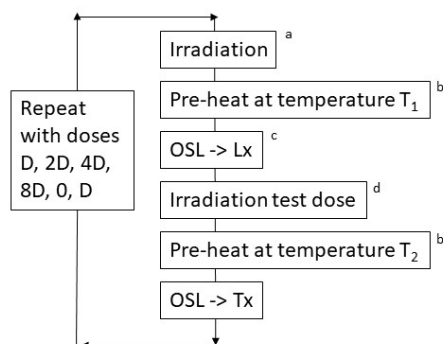 Irradiation a
Pre-heat at temperature T₁ b
Repeat
with doses
D, 2D, 4D,
8D, 0, D
OSL -> Lx c
Irradiation test dose d
Pre-heat at temperature T₂ b
OSL -> Tx